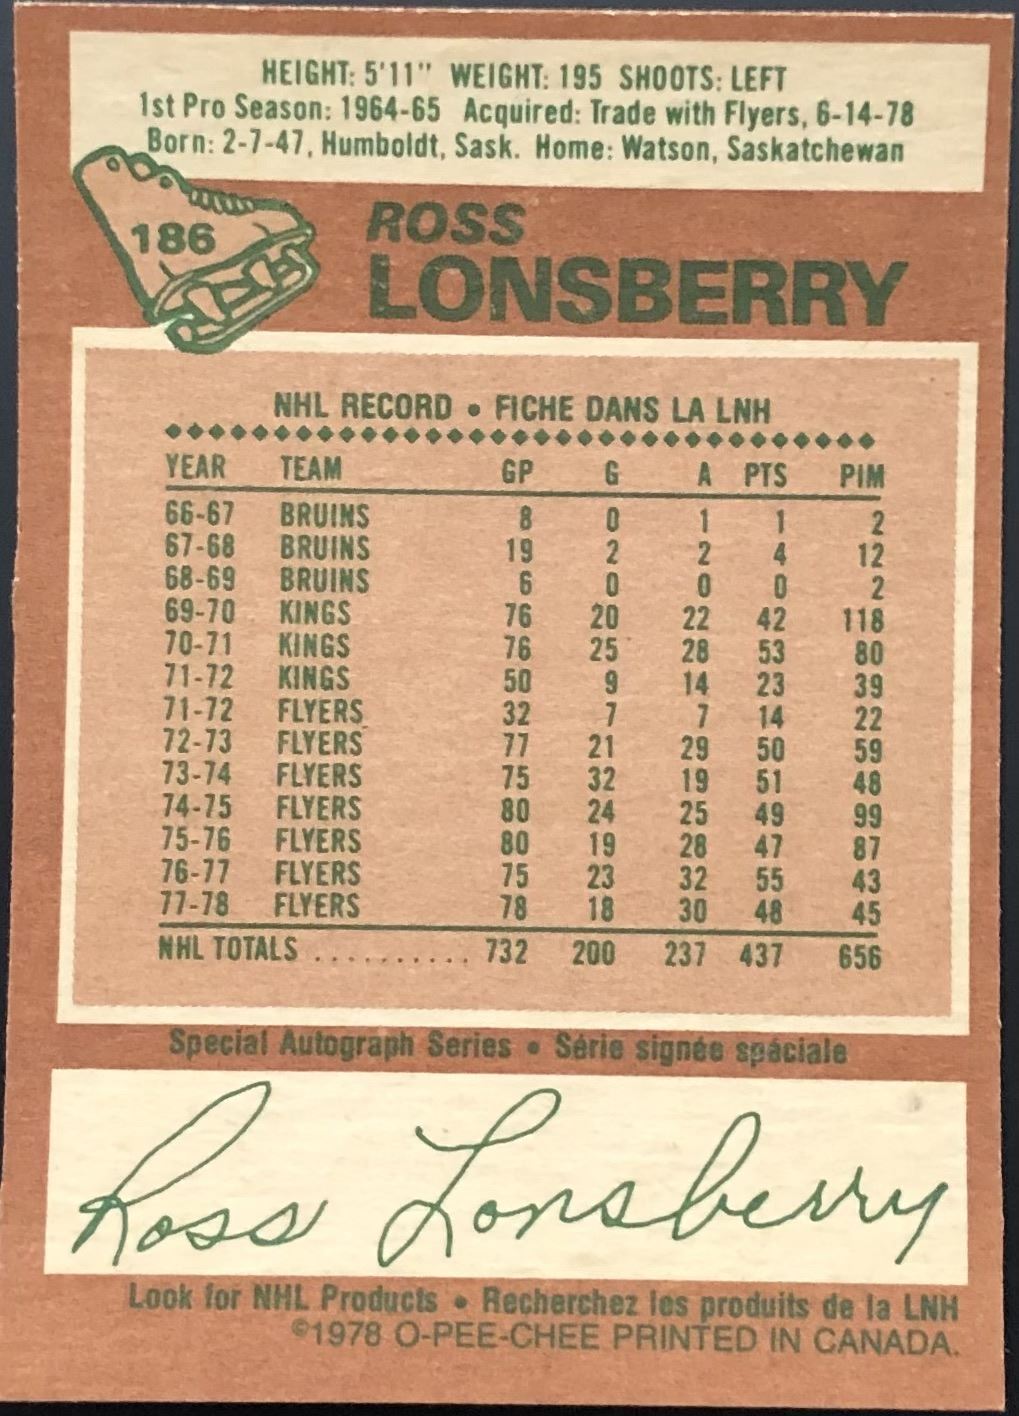 HEIGHT: 5'11" WEIGHT: 195 SHOOTS: LEFT
1st Pro Season: 1964-65 Acquired: Trade with Flyers, 6-14-78
Born: 2-7-47, Humboldt, Sask. Home: Watson, Saskatchewan
186
ROSS
LONSBERRY
NHL RECORD • FICHE DANS LA LNH
YEAR TEAM GP G A PTS PIM
66-67 BRUINS 8 0 1 1 2
67-68 BRUINS 19 2 2 4 12
68-69 BRUINS 6 0 0 0 2
69-70 KINGS 76 20 22 42 118
70-71 KINGS 76 25 28 53 80
71-72 KINGS 50 9 14 23 39
71-72 FLYERS 32 7 7 14 22
72-73 FLYERS 77 21 29 50 59
73-74 FLYERS 75 32 19 51 48
74-75 FLYERS 80 24 25 49 99
75-76 FLYERS 80 19 28 47 87
76-77 FLYERS 75 23 32 55 43
77-78 FLYERS 78 18 30 48 45
NHL TOTALS .......... 732 200 237 437 656
Special Autograph Series • Série signée spéciale
Ross Lonsberry
Look for NHL Products • Recherchez les produits de la LNH
©1978 O-PEE-CHEE PRINTED IN CANADA.